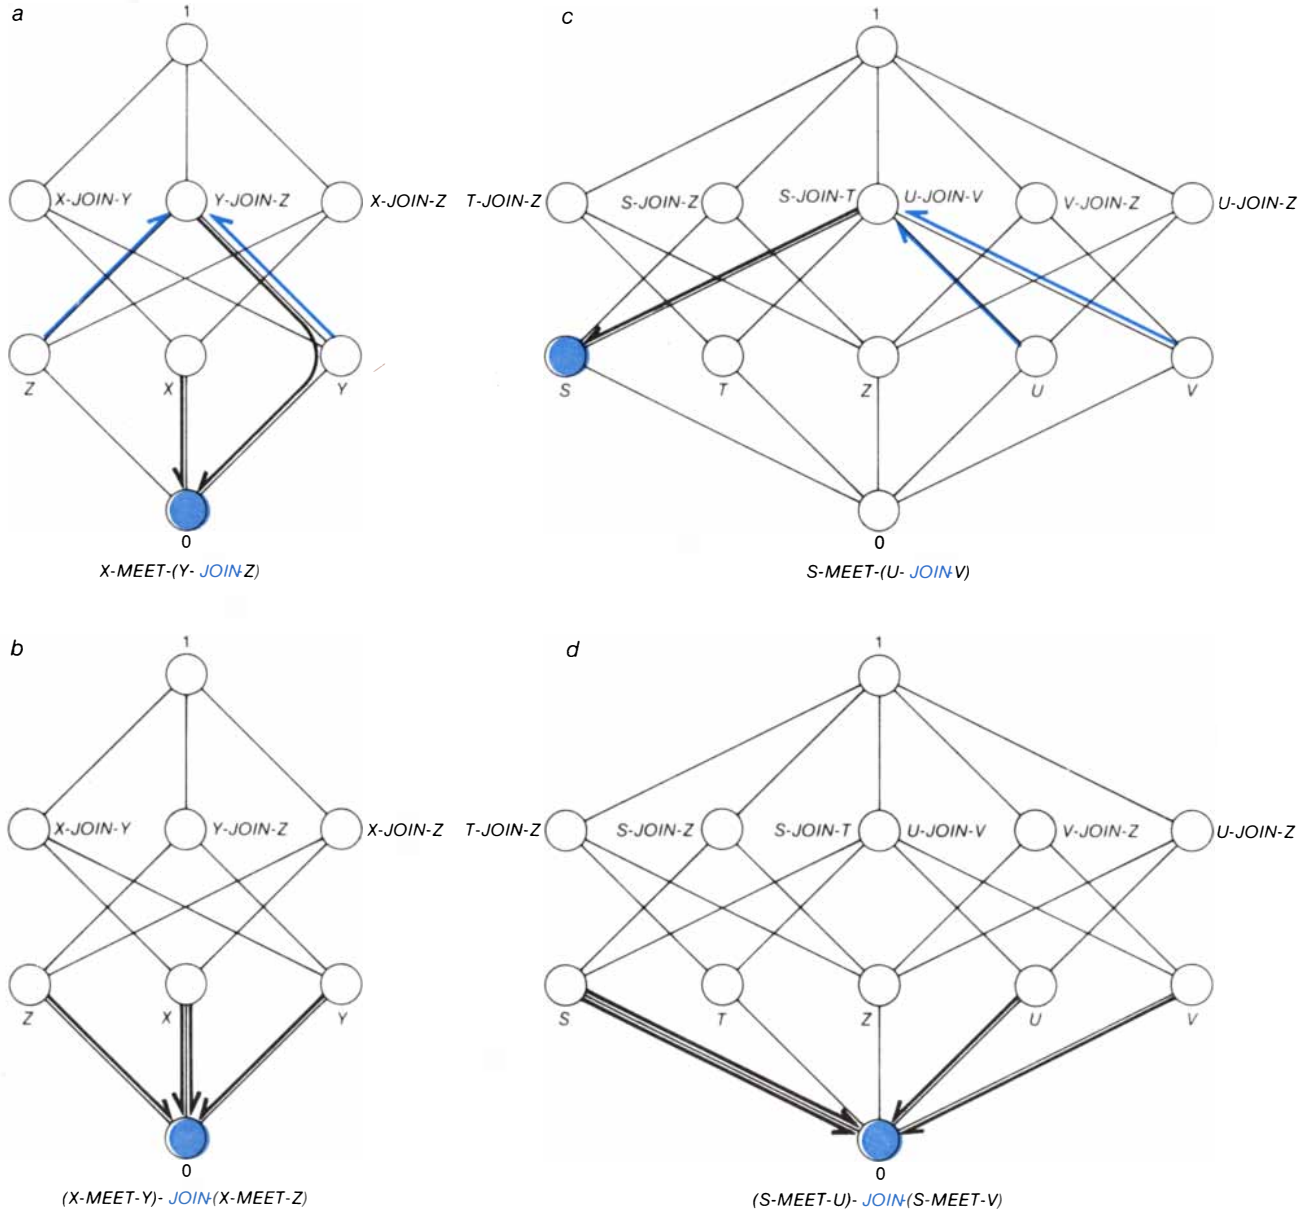 a
1
X-JOIN-Y
Y-JOIN-Z
X-JOIN-Z
Z
X
Y
0
X-MEET-(Y- JOIN-Z)
c
1
T-JOIN-Z
S-JOIN-Z
S-JOIN-T
U-JOIN-V
V-JOIN-Z
U-JOIN-Z
S
T
Z
U
V
0
S-MEET-(U- JOIN-V)
b
1
X-JOIN-Y
Y-JOIN-Z
X-JOIN-Z
Z
X
Y
0
(X-MEET-Y)- JOIN-(X-MEET-Z)
d
1
T-JOIN-Z
S-JOIN-Z
S-JOIN-T
U-JOIN-V
V-JOIN-Z
U-JOIN-Z
S
T
Z
U
V
0
(S-MEET-U)- JOIN-(S-MEET-V)